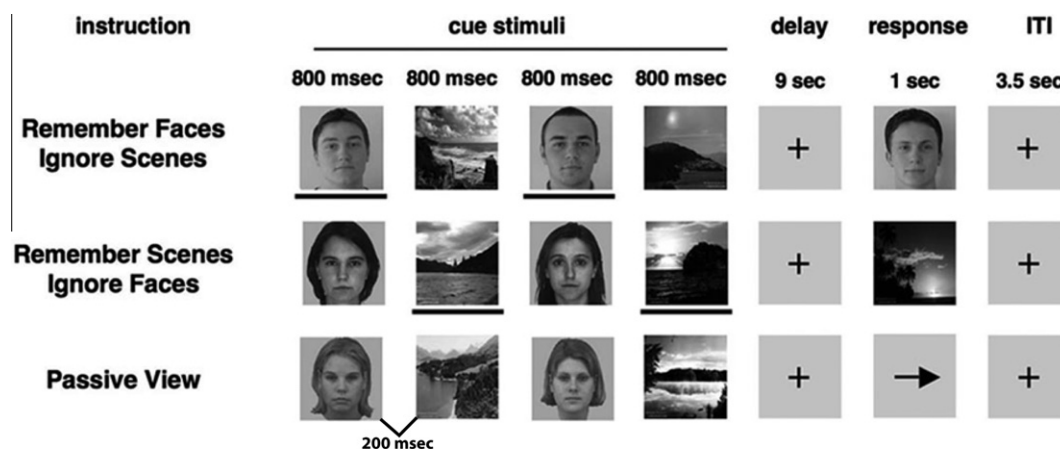 instruction
cue stimuli
delay
response
ITI
800 msec
800 msec
800 msec
800 msec
9 sec
1 sec
3.5 sec
Remember Faces
Ignore Scenes
+
+
Remember Scenes
Ignore Faces
+
+
Passive View
+
+
200 msec